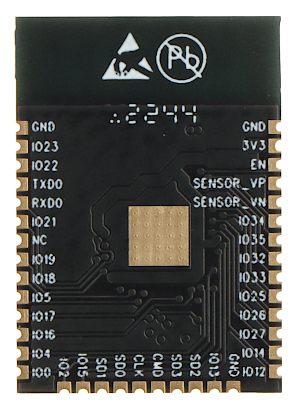 Pb
2244
GND GND
IO23 3V3
IO22 EN
TXD0 SENSOR_VP
RXD0 SENSOR_VN
IO21 IO34
NC IO35
IO19 IO32
IO18 IO33
IO5 IO25
IO17 IO26
IO16 IO27
IO4 IO14
IO0 IO12
IO2 IO15 SD1 SD0 CLK CMD SD3 SD2 IO13 GND